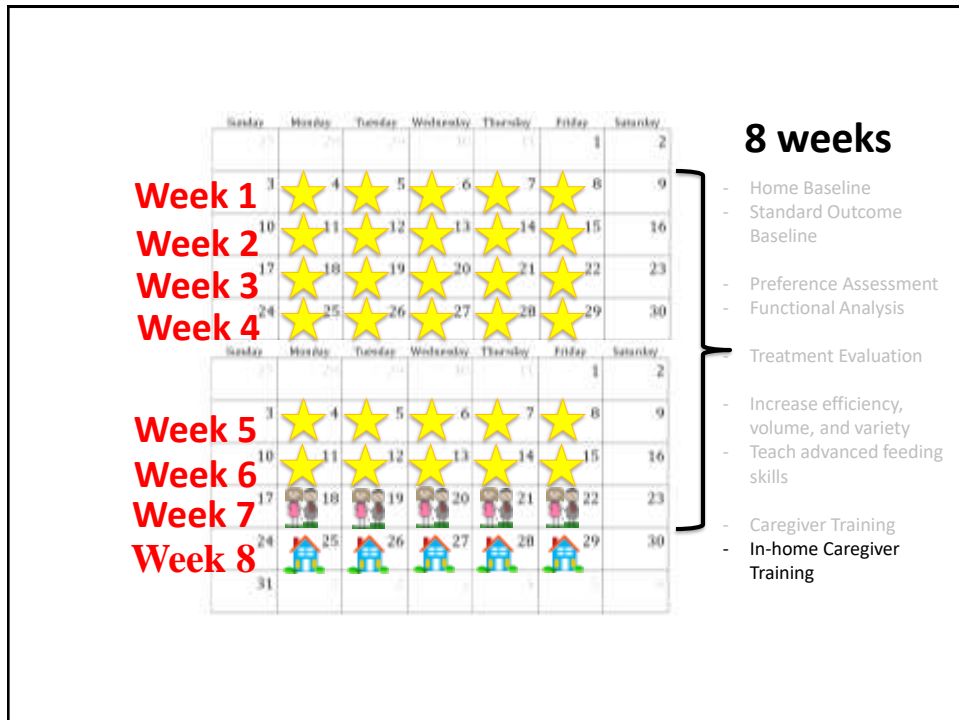 8 weeks
Sunday Monday Tuesday Wednesday Thursday Friday Saturday
1 2
Week 1 3 4 5 6 7 8 9
Week 2 10 11 12 13 14 15 16
Week 3 17 18 19 20 21 22 23
Week 4 24 25 26 27 28 29 30
Sunday Monday Tuesday Wednesday Thursday Friday Saturday
1 2
Week 5 3 4 5 6 7 8 9
Week 6 10 11 12 13 14 15 16
Week 7 17 18 19 20 21 22 23
Week 8 24 25 26 27 28 29 30
31
- Home Baseline
- Standard Outcome
Baseline
- Preference Assessment
- Functional Analysis
- Treatment Evaluation
- Increase efficiency,
volume, and variety
- Teach advanced feeding
skills
- Caregiver Training
- In-home Caregiver
Training